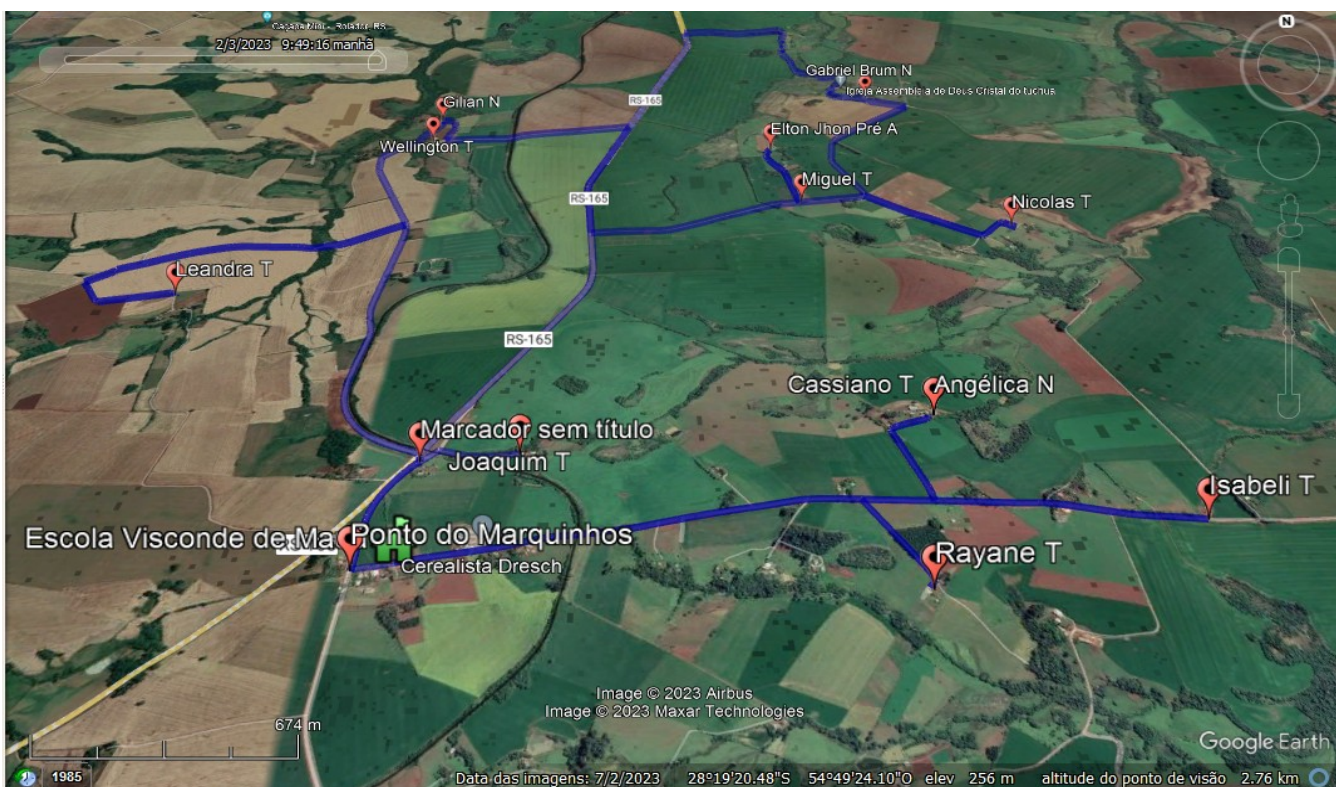 2/3/2023 9:49:16 manhã
N
Gabriel Brum N
RS-165
Gilian N
Elton Jhon Pré A
Wellington T
Miguel T
RS-165
Nicolas T
Leandra T
RS-165
Cassiano T
Angélica N
Marcador sem título
Joaquim T
Isabeli T
Escola Visconde de Ma
Ponto do Marquinhos
Rayane T
Cerealista Dresch
Image © 2023 Airbus
Image © 2023 Maxar Technologies
674 m
Google Earth
1985
Data das imagens: 7/2/2023 28°19'20.48"S 54°49'24.10"O elev 256 m altitude do ponto de visão 2.76 km